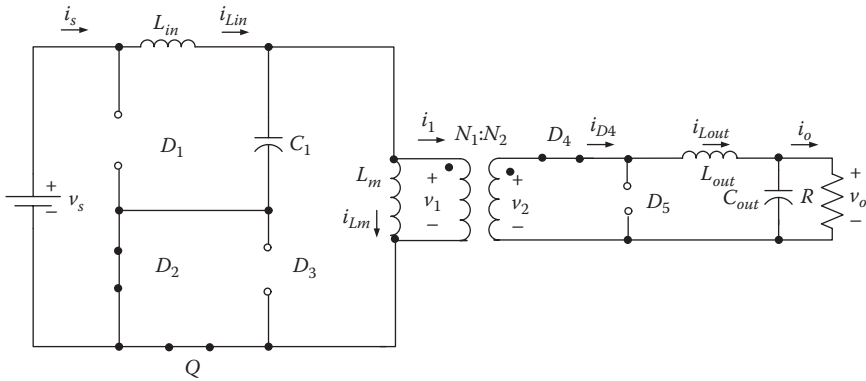 i_s
L_in
i_Lin
D_1
C_1
+
v_s
−
D_2
D_3
Q
L_m
i_Lm
i_1
N_1:N_2
+
v_1
−
+
v_2
−
D_4
i_D4
D_5
i_Lout
L_out
C_out
R
i_o
+
v_o
−